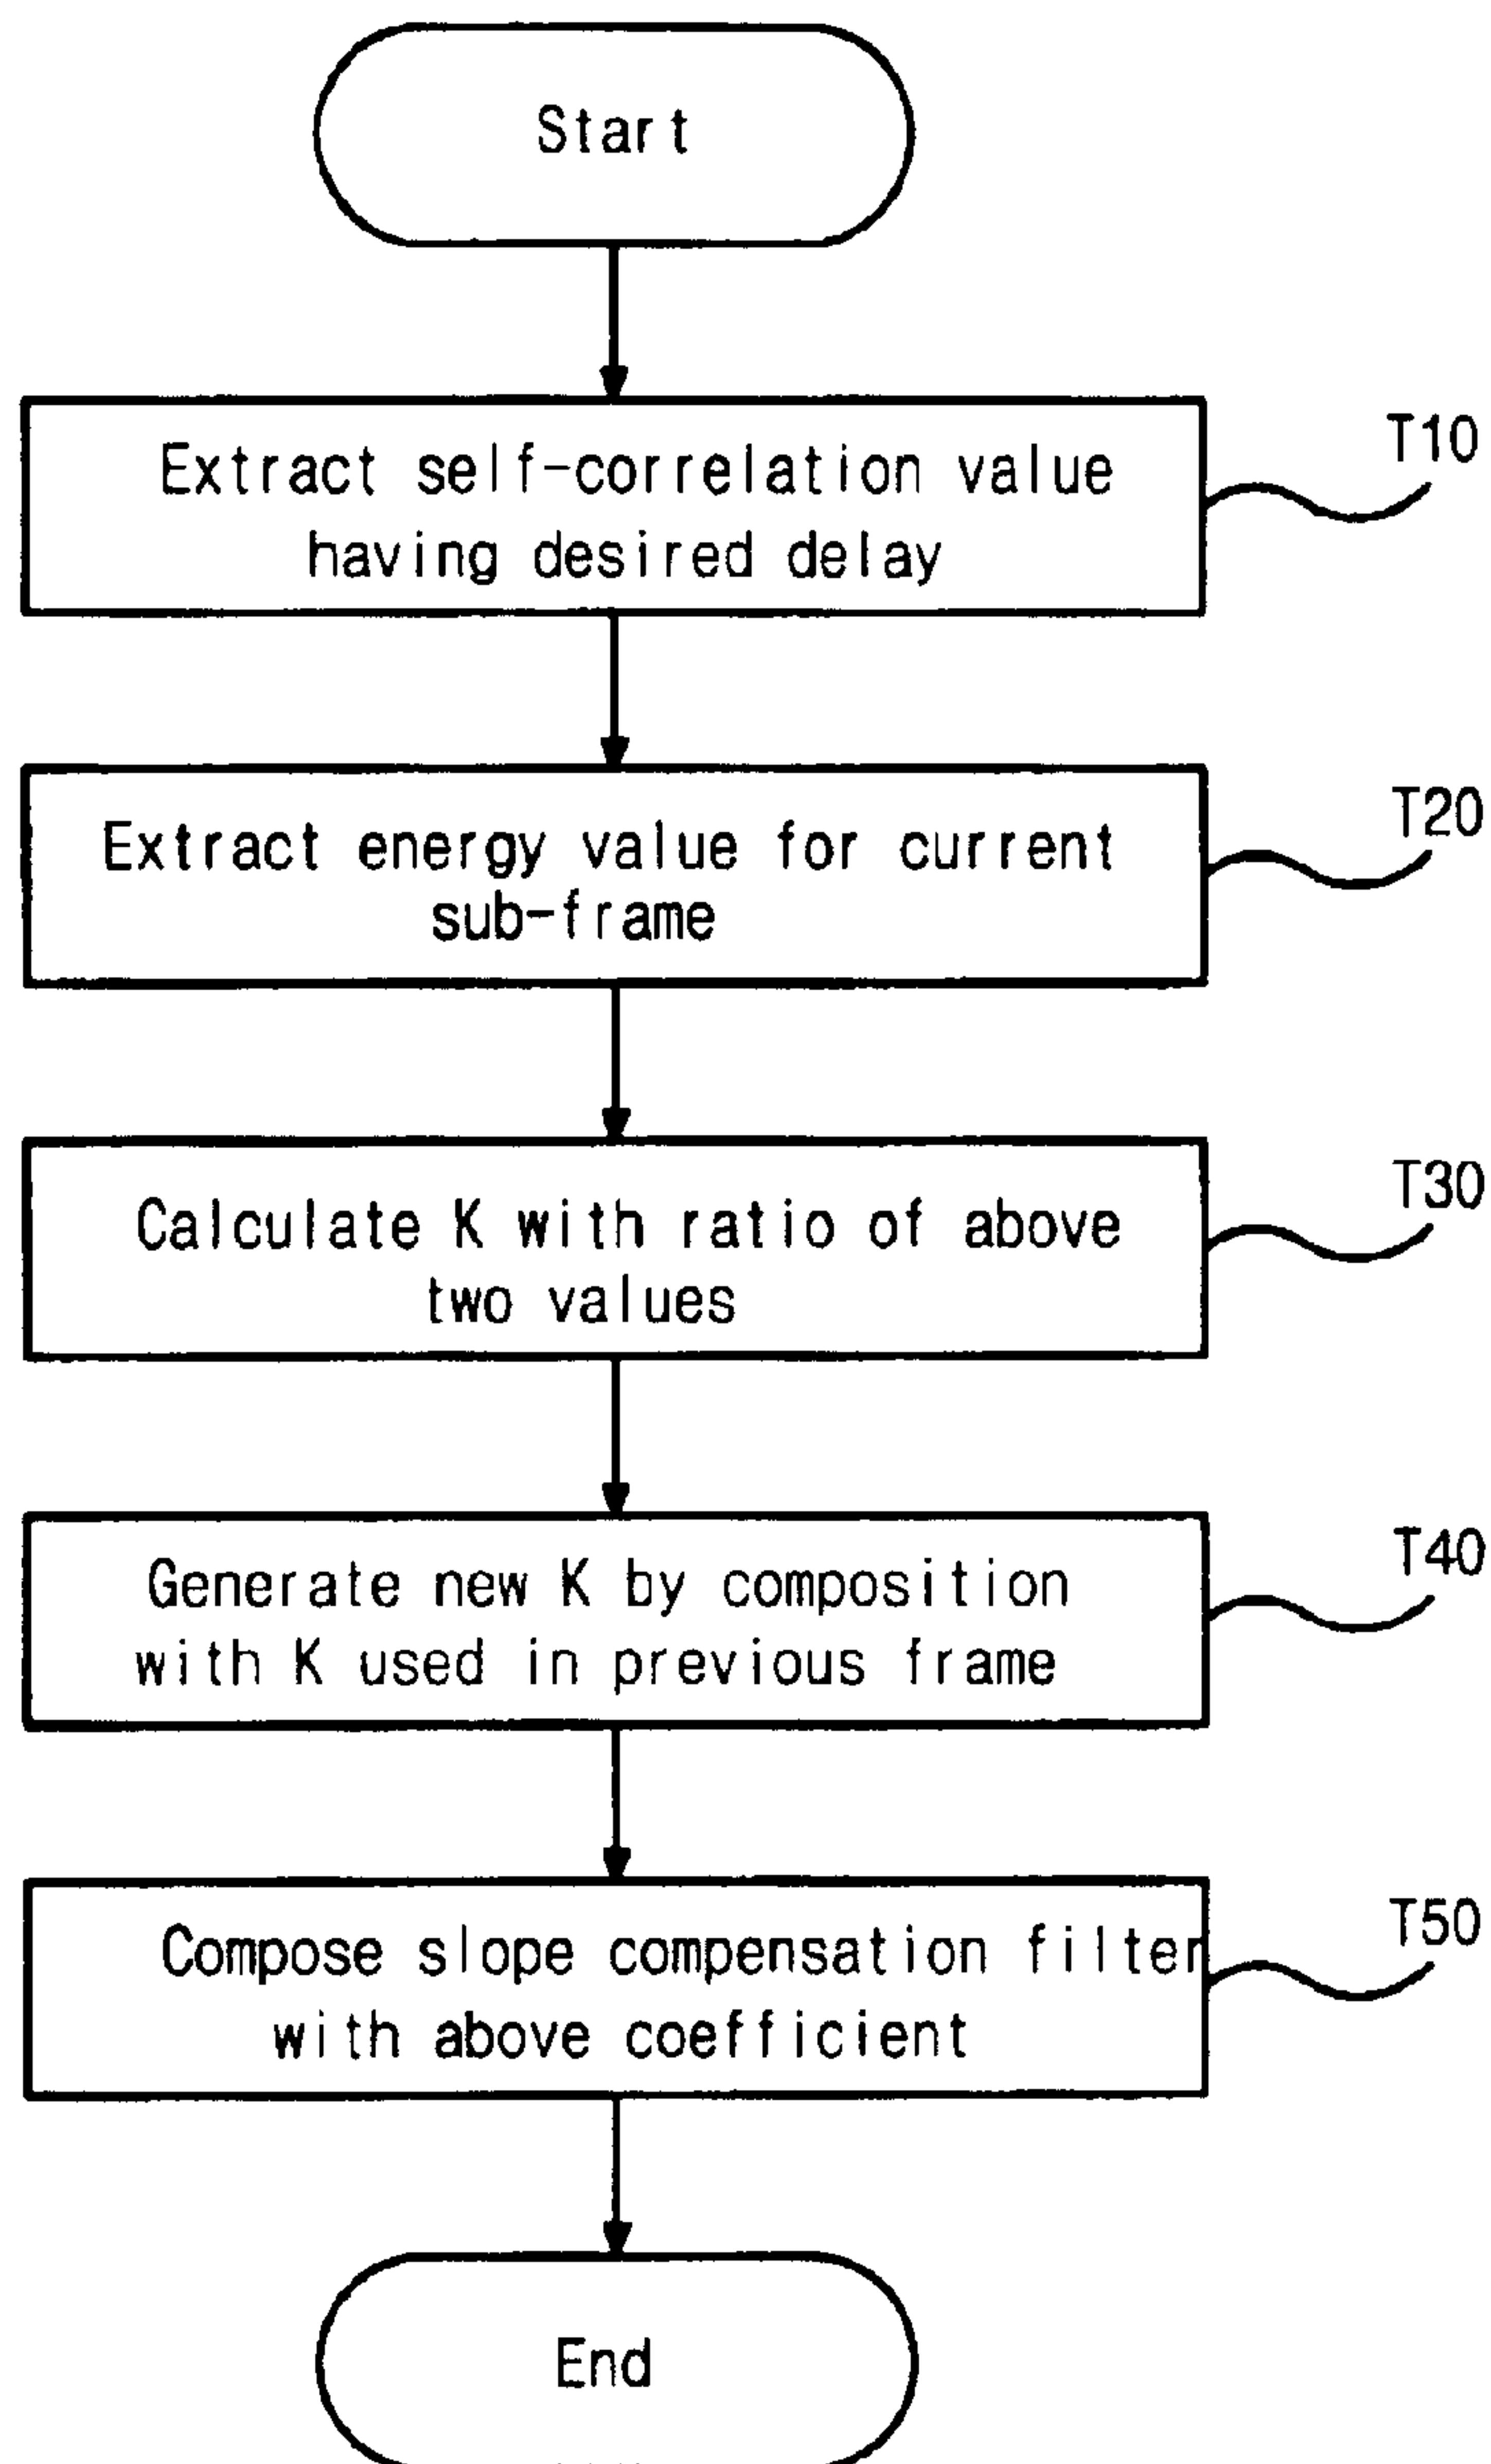 Start
Extract self-correlation value
having desired delay
T10
Extract energy value for current
sub-frame
T20
Calculate K with ratio of above
two values
T30
Generate new K by composition
with K used in previous frame
T40
Compose slope compensation filter
with above coefficient
T50
End